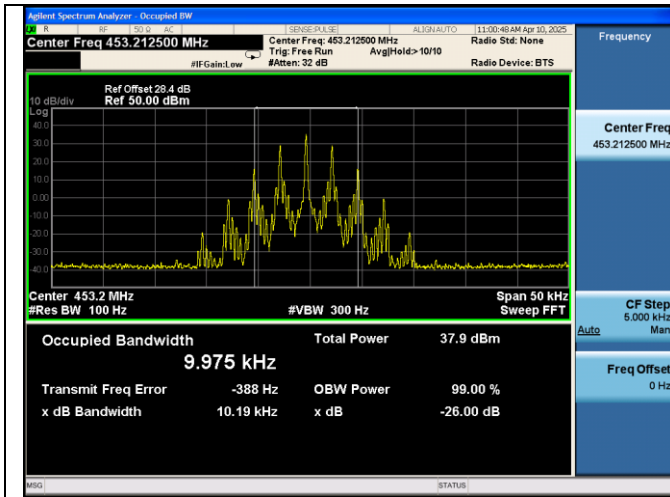 Agilent Spectrum Analyzer - Occupied BW
LXI R RF 50 Ω AC SENSE:PULSE ALIGN AUTO 11:00:48 AM Apr 10, 2025
Center Freq 453.212500 MHz
Center Freq: 453.212500 MHz
Radio Std: None
Trig: Free Run Avg|Hold:> 10/10
#IFGain:Low #Atten: 32 dB Radio Device: BTS
Ref Offset 28.4 dB
10 dB/div Ref 50.00 dBm
Log
40.0
30.0
20.0
10.0
0.00
-10.0
-20.0
-30.0
-40.0
Center 453.2 MHz Span 50 kHz
#Res BW 100 Hz #VBW 300 Hz Sweep FFT
Occupied Bandwidth Total Power 37.9 dBm
9.975 kHz
Transmit Freq Error -388 Hz OBW Power 99.00 %
x dB Bandwidth 10.19 kHz x dB -26.00 dB
MSG STATUS
Frequency
Center Freq
453.212500 MHz
CF Step
5.000 kHz
Auto Man
Freq Offset
0 Hz